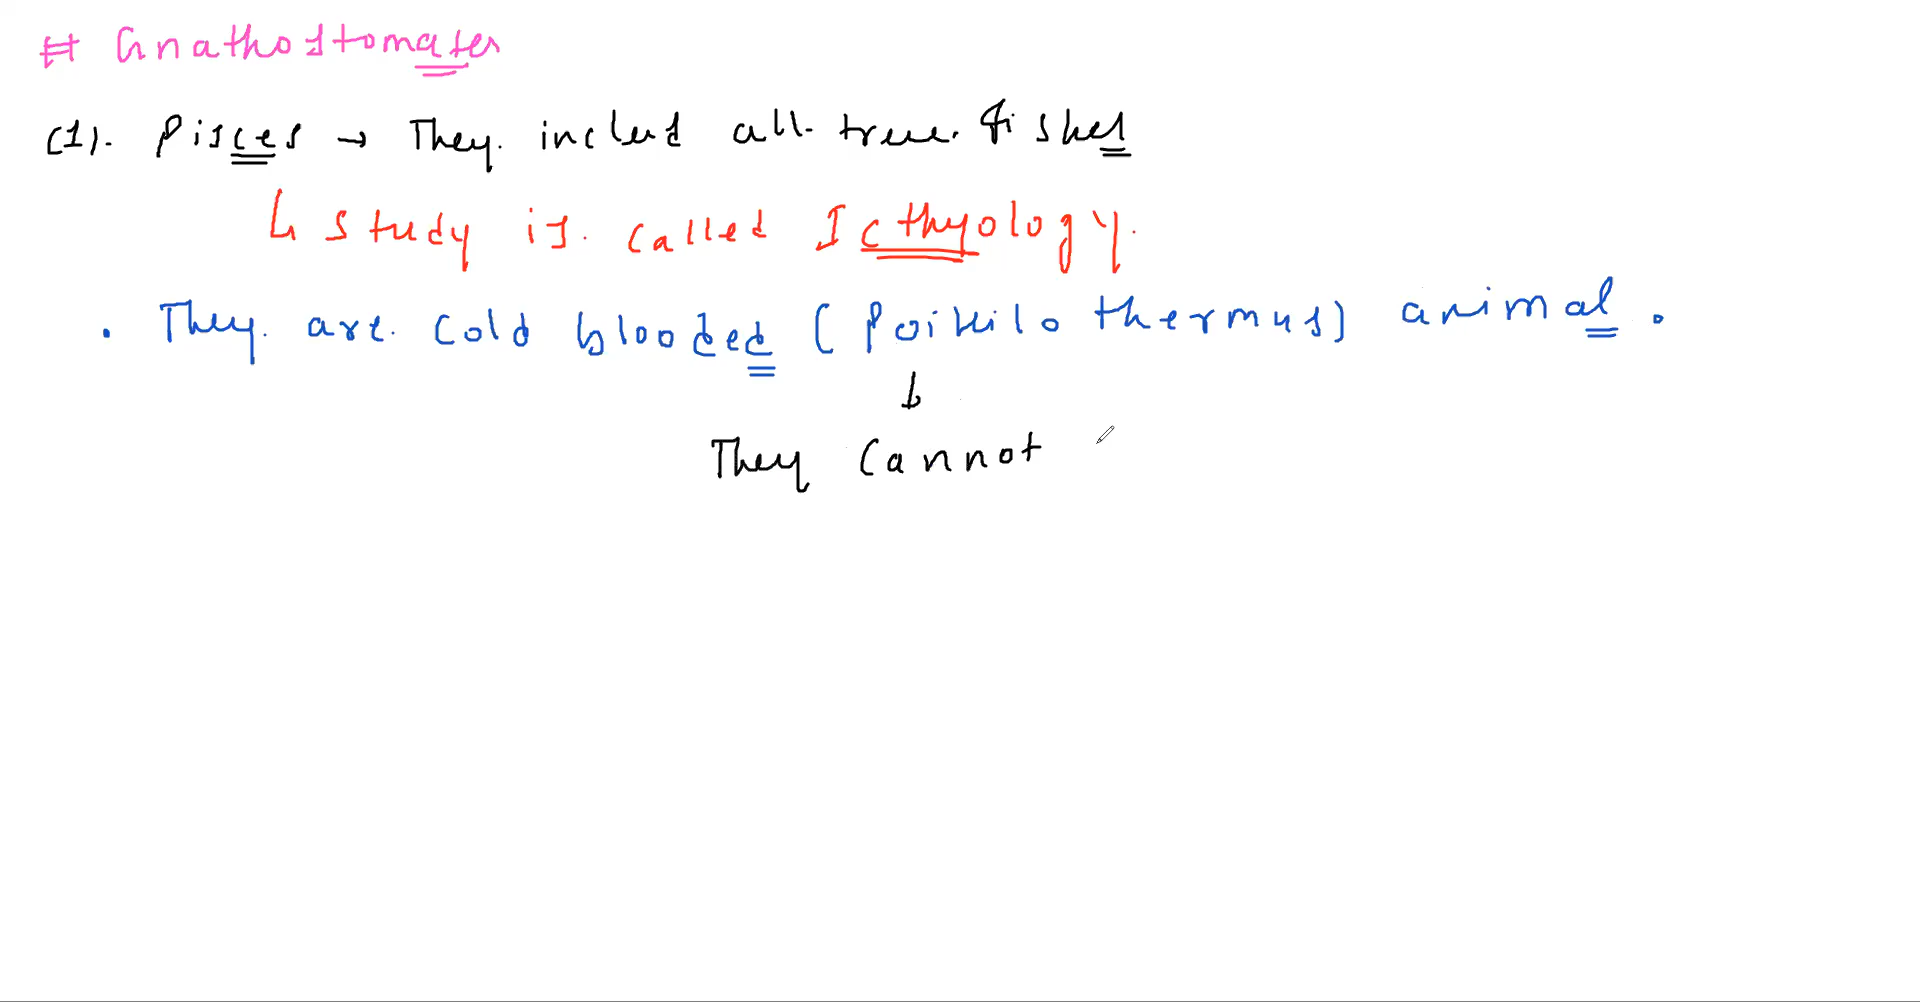 # Gnathostomates
(1). Pisces → They. includ all. true. fishes
↳ study is. called Icthyology.
. They. are. cold blooded (Poikilo thermus) animal.
↓
They cannot